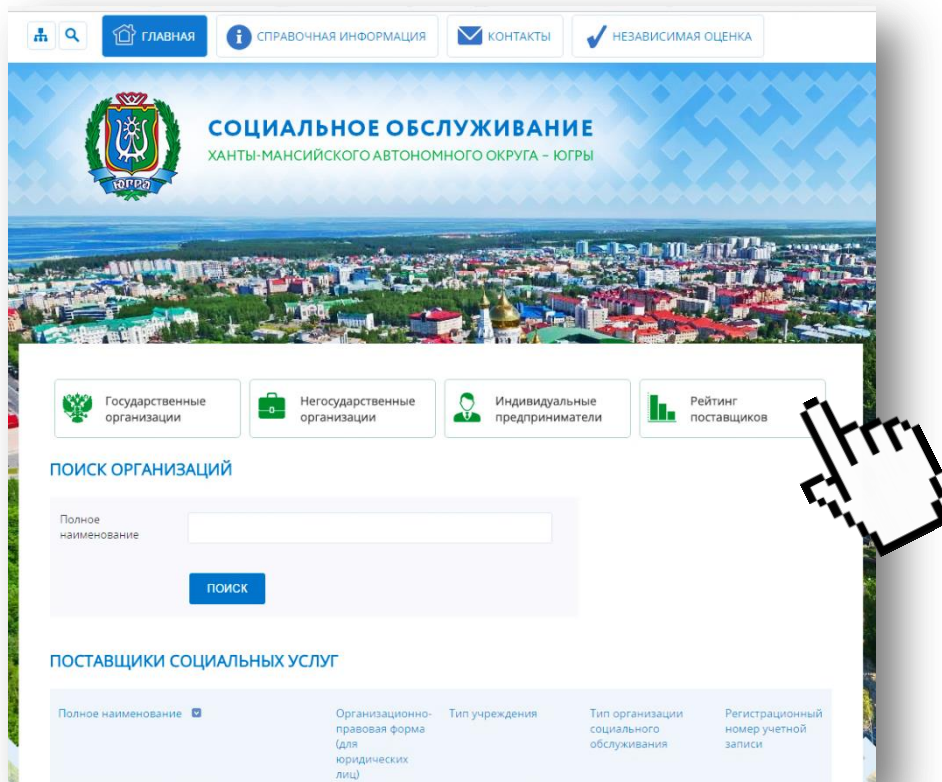 ГЛАВНАЯ
СПРАВОЧНАЯ ИНФОРМАЦИЯ
КОНТАКТЫ
НЕЗАВИСИМАЯ ОЦЕНКА
СОЦИАЛЬНОЕ ОБСЛУЖИВАНИЕ
ХАНТЫ-МАНСИЙСКОГО АВТОНОМНОГО ОКРУГА – ЮГРЫ
ЮГРА
Государственные
организации
Негосударственные
организации
Индивидуальные
предприниматели
Рейтинг
поставщиков
ПОИСК ОРГАНИЗАЦИЙ
Полное
наименование
ПОИСК
ПОСТАВЩИКИ СОЦИАЛЬНЫХ УСЛУГ
Полное наименование
Организационно-
правовая форма
(для
юридических
лиц)
Тип учреждения
Тип организации
социального
обслуживания
Регистрационный
номер учетной
записи